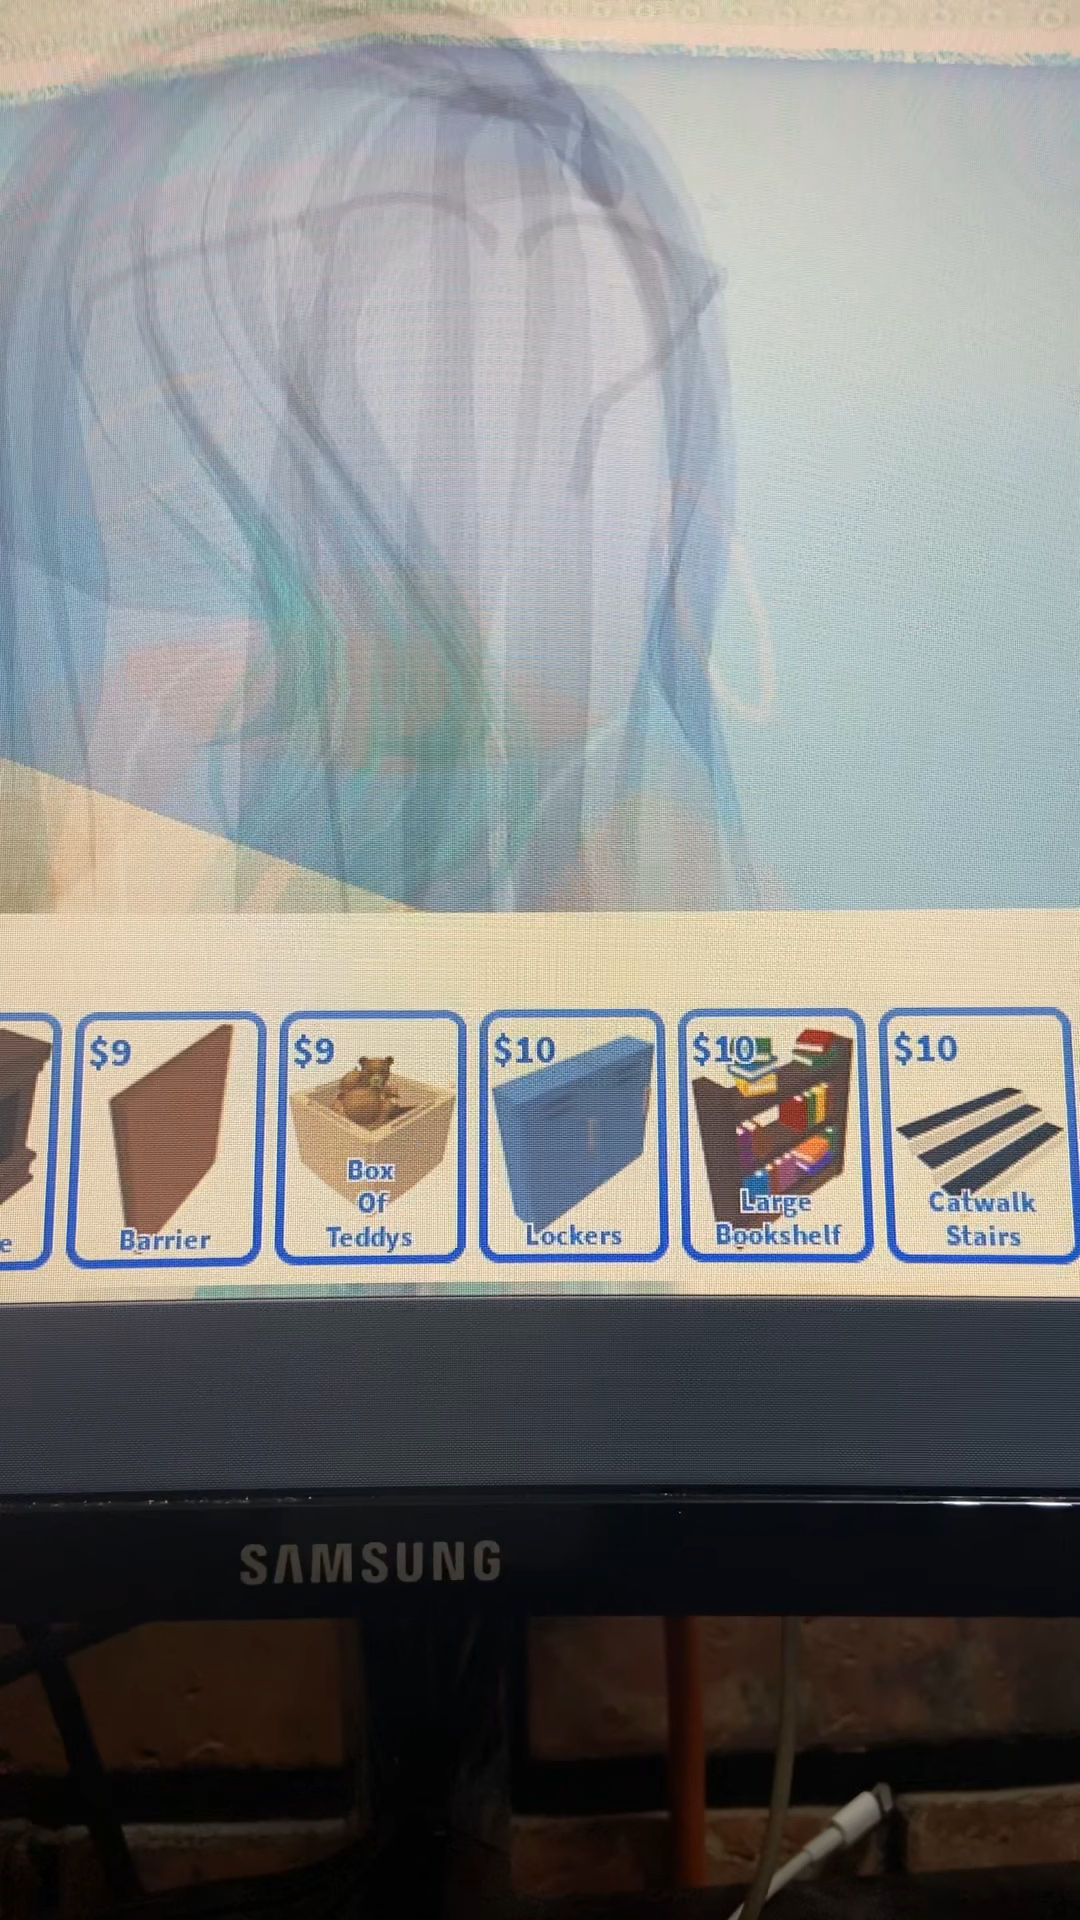 $9
Barrier
$9
Box
Of
Teddys
$10
Lockers
$10
Large
Bookshelf
$10
Catwalk
Stairs
e
SAMSUNG